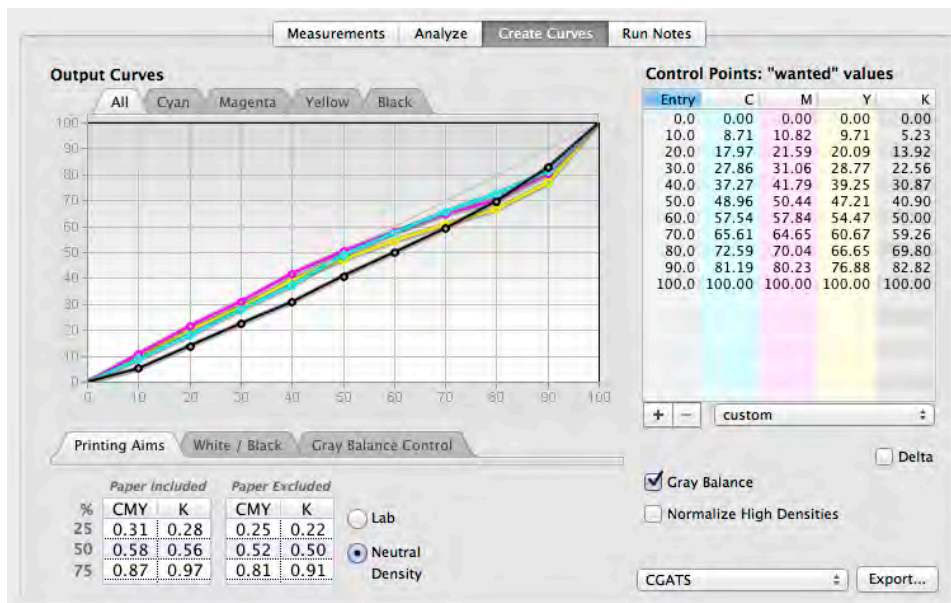 Measurements Analyze Create Curves Run Notes
Output Curves
All Cyan Magenta Yellow Black
100
90
80
70
60
50
40
30
20
10
0
0 10 20 30 40 50 60 70 80 90 100
Control Points: "wanted" values
Entry C M Y K
0.0 0.00 0.00 0.00 0.00
10.0 8.71 10.82 9.71 5.23
20.0 17.97 21.59 20.09 13.92
30.0 27.86 31.06 28.77 22.56
40.0 37.27 41.79 39.25 30.87
50.0 48.96 50.44 47.21 40.90
60.0 57.54 57.84 54.47 50.00
70.0 65.61 64.65 60.67 59.26
80.0 72.59 70.04 66.65 69.80
90.0 81.19 80.23 76.88 82.82
100.0 100.00 100.00 100.00 100.00
+ − custom
Delta
Gray Balance
Normalize High Densities
CGATS Export...
Printing Aims White / Black Gray Balance Control
Paper Included Paper Excluded
% CMY K CMY K
25 0.31 0.28 0.25 0.22
50 0.58 0.56 0.52 0.50
75 0.87 0.97 0.81 0.91
Lab
Neutral
Density